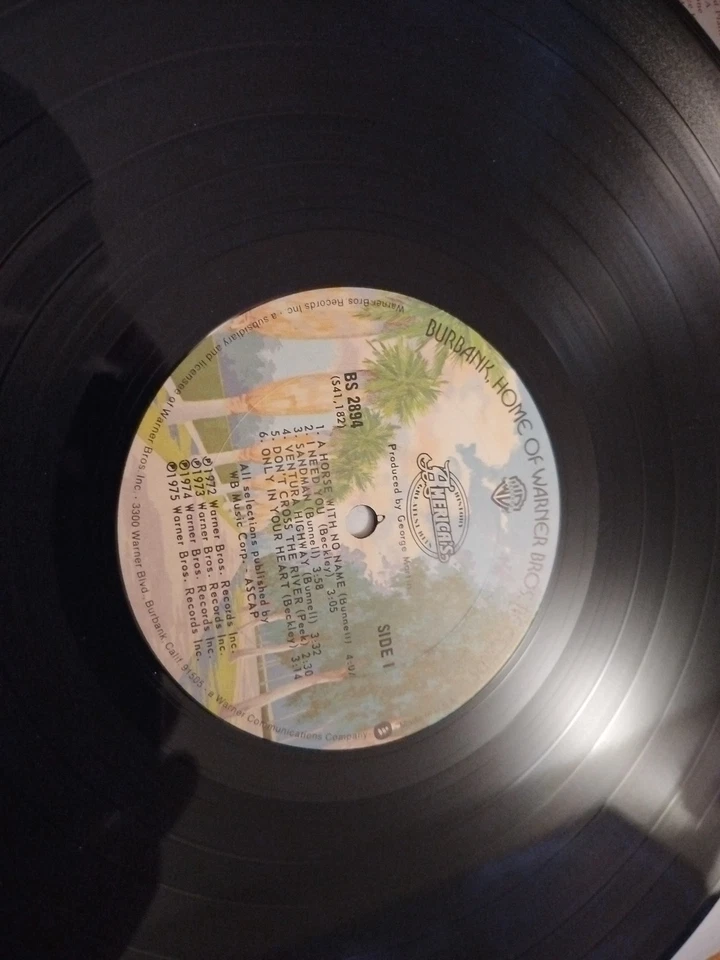 BURBANK, HOME OF WARNER BROS.
WB
HISTORY
AMERICA'S
GREATEST HITS
Produced by George Martin
BS 2894
(S41,182)
SIDE 1
1. A HORSE WITH NO NAME (Bunnell)
2. I NEED YOU (Beckley) 3:05
3. SANDMAN (Bunnell) 3:58
4. VENTURA HIGHWAY (Bunnell) 3:32
5. DON'T CROSS THE RIVER (Peek) 2:30
6. ONLY IN YOUR HEART (Beckley) 3:14
All selections published by
WB Music Corp. - ASCAP
℗1972 Warner Bros. Records Inc.
℗1973 Warner Bros. Records Inc.
℗1974 Warner Bros. Records Inc.
℗1975 Warner Bros. Records Inc.
Warner Bros. Records Inc. • a subsidiary and licensee of Warner Bros Inc. • 3300 Warner Blvd. Burbank Calif. 91505 • a Warner Communications Company